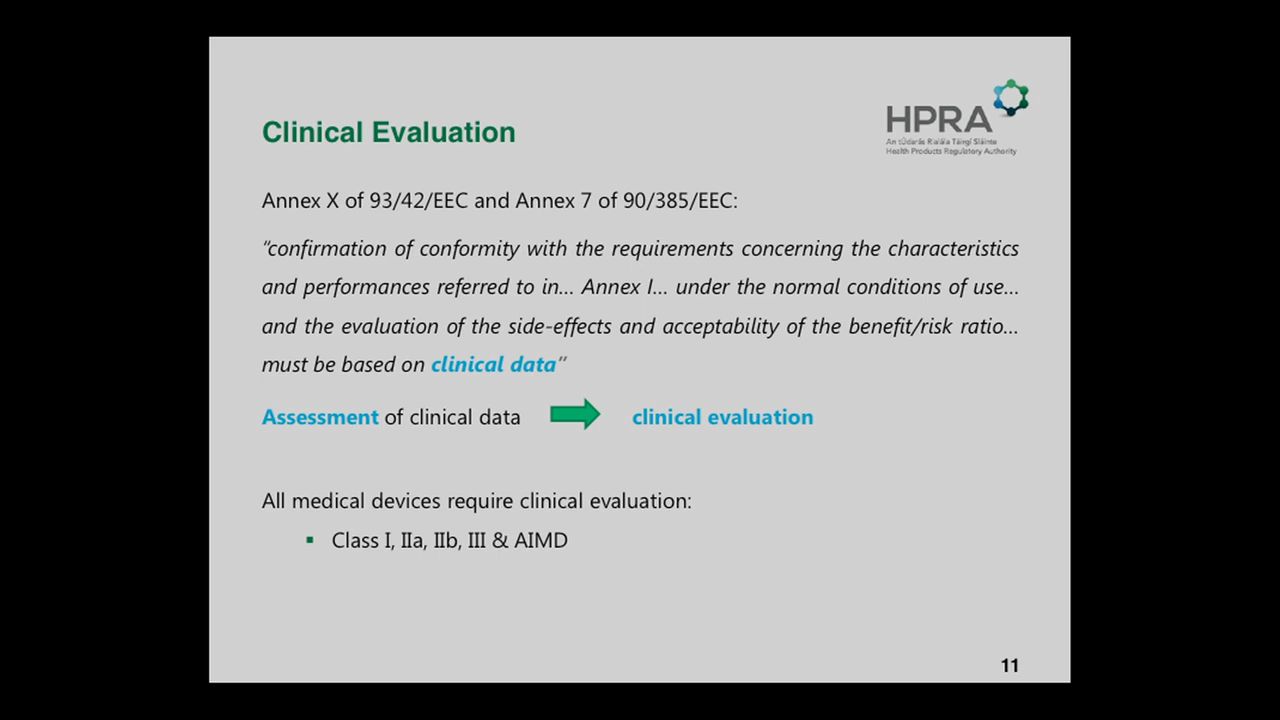 HPRA
An tÚdarás Rialála Táirgí Sláinte
Health Products Regulatory Authority
Clinical Evaluation
Annex X of 93/42/EEC and Annex 7 of 90/385/EEC:
“confirmation of conformity with the requirements concerning the characteristics
and performances referred to in... Annex I... under the normal conditions of use...
and the evaluation of the side-effects and acceptability of the benefit/risk ratio...
must be based on clinical data”
Assessment of clinical data clinical evaluation
All medical devices require clinical evaluation:
▪ Class I, IIa, IIb, III & AIMD
11